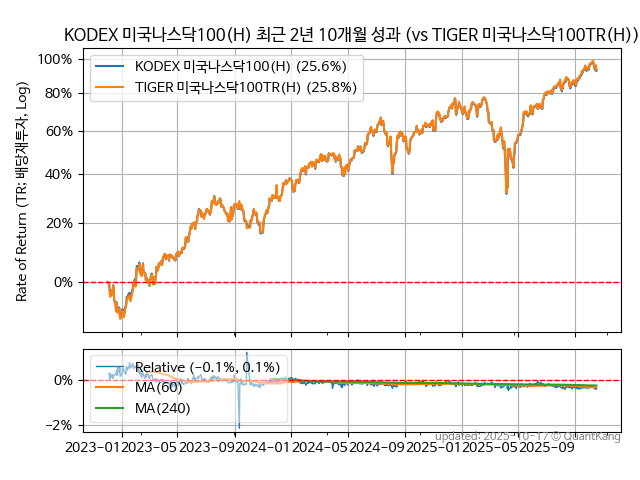 KODEX 미국나스닥100(H) 최근 2년 10개월 성과 (vs TIGER 미국나스닥100TR(H))
Rate of Return (TR: 배당재투자, Log)
100%
80%
60%
40%
20%
0%
KODEX 미국나스닥100(H) (25.6%)
TIGER 미국나스닥100TR(H) (25.8%)
0%
−2%
Relative (−0.1%, 0.1%)
MA(60)
MA(240)
updated: 2025-10-17 © QuantKang
2023−01 2023−05 2023−09 2024−01 2024−05 2024−09 2025−01 2025−05 2025−09